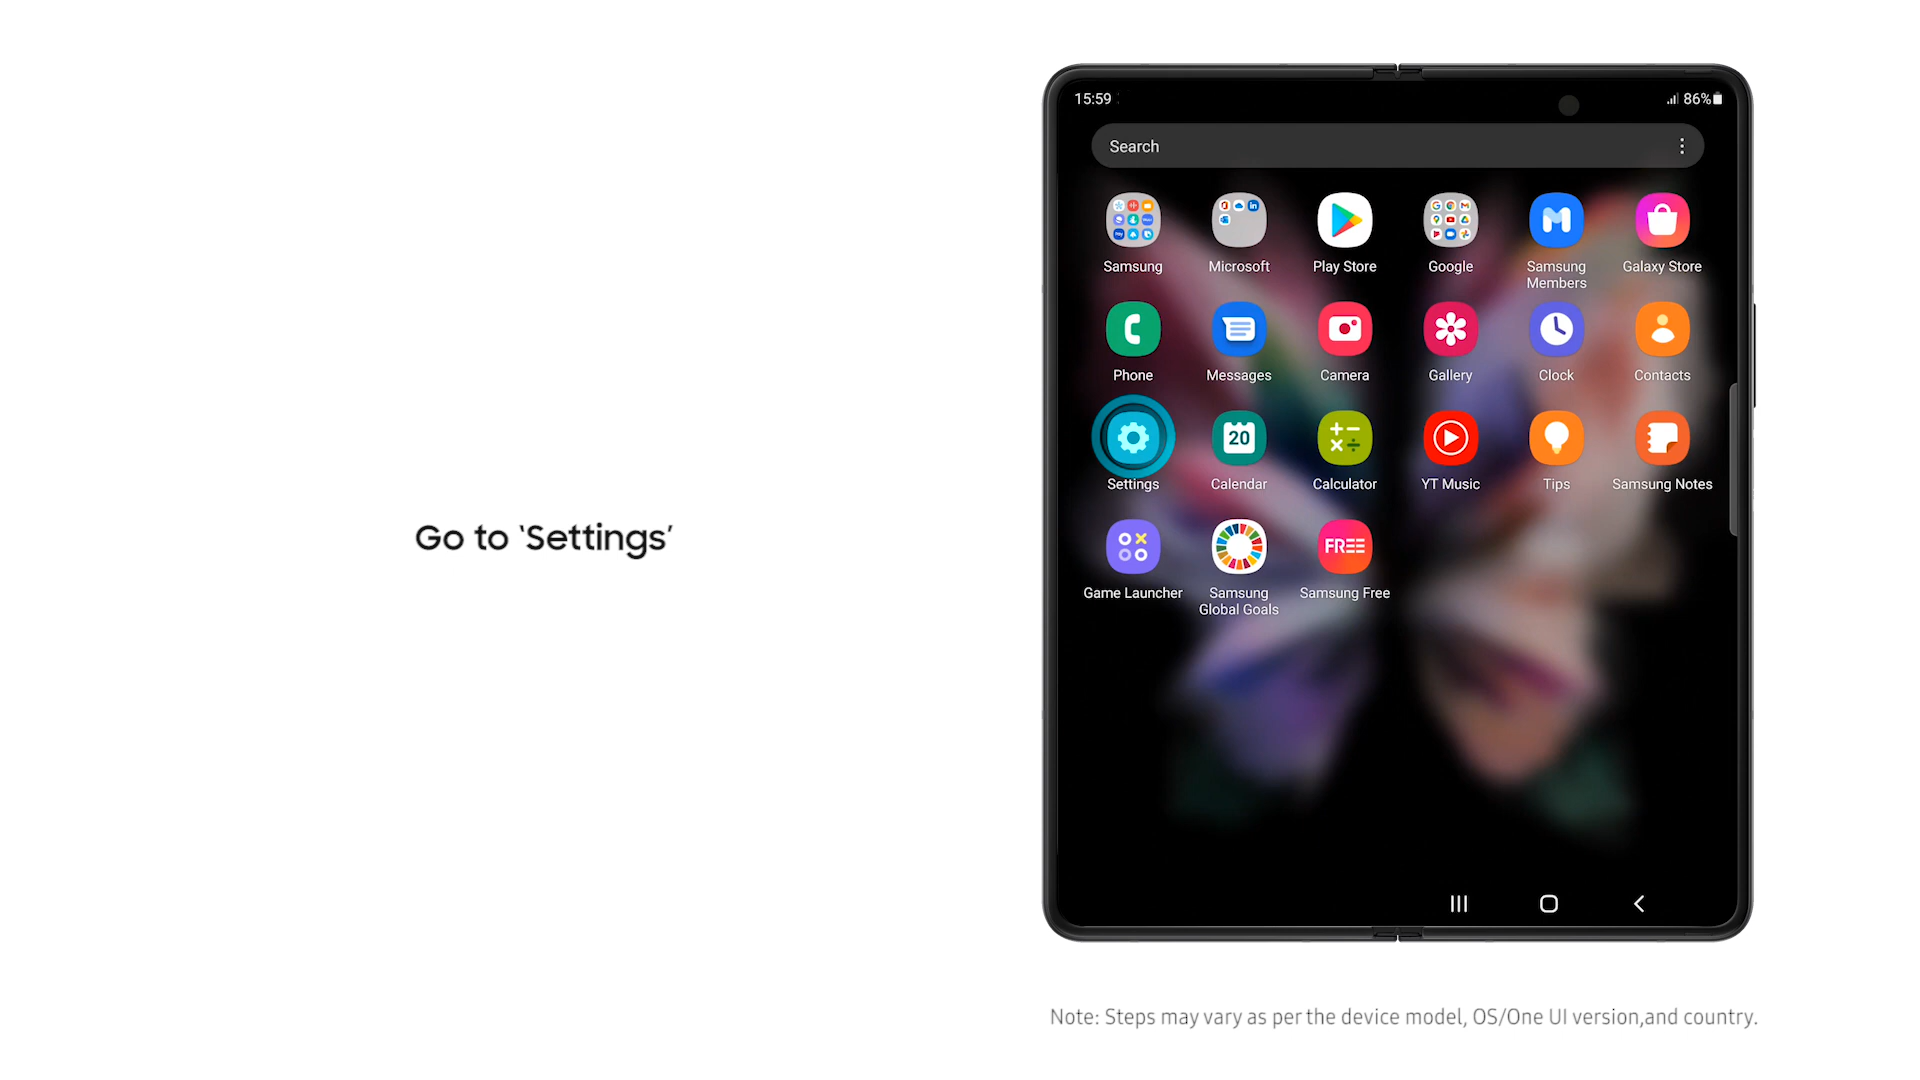 Go to ‘Settings’
15:59
86%
Search
Samsung
Microsoft
Play Store
Google
Samsung
Members
Galaxy Store
Phone
Messages
Camera
Gallery
Clock
Contacts
Settings
20
Calendar
Calculator
YT Music
Tips
Samsung Notes
Game Launcher
Samsung
Global Goals
FREE
Samsung Free
Note: Steps may vary as per the device model, OS/One UI version,and country.